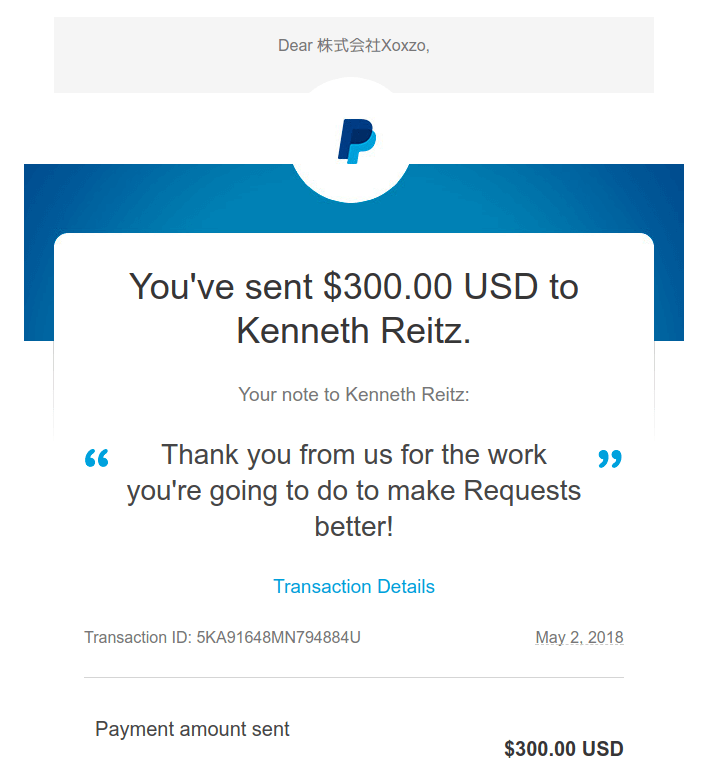 Dear 株式会社Xoxzo,
You've sent $300.00 USD to
Kenneth Reitz.
Your note to Kenneth Reitz:
“ Thank you from us for the work ”
you're going to do to make Requests
better!
Transaction Details
Transaction ID: 5KA91648MN794884U May 2, 2018
Payment amount sent
$300.00 USD